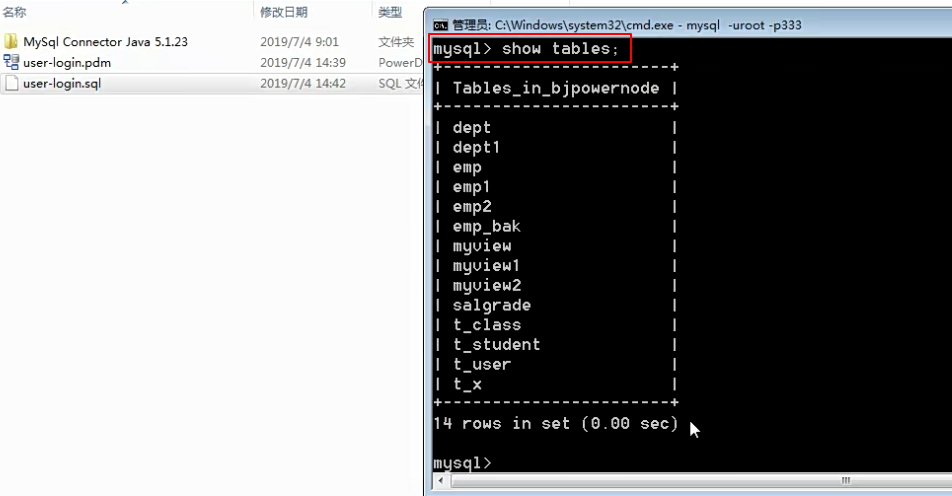 名称 修改日期 类型
MySql Connector Java 5.1.23 2019/7/4 9:01 文件夹
user-login.pdm 2019/7/4 14:39 PowerD
user-login.sql 2019/7/4 14:42 SQL 文件
管理员: C:\Windows\system32\cmd.exe - mysql -uroot -p333
mysql> show tables;
+------------------------+
| Tables_in_bjpowernode |
+------------------------+
| dept |
| dept1 |
| emp |
| emp1 |
| emp2 |
| emp_bak |
| myview |
| myview1 |
| myview2 |
| salgrade |
| t_class |
| t_student |
| t_user |
| t_x |
+------------------------+
14 rows in set (0.00 sec)
mysql>